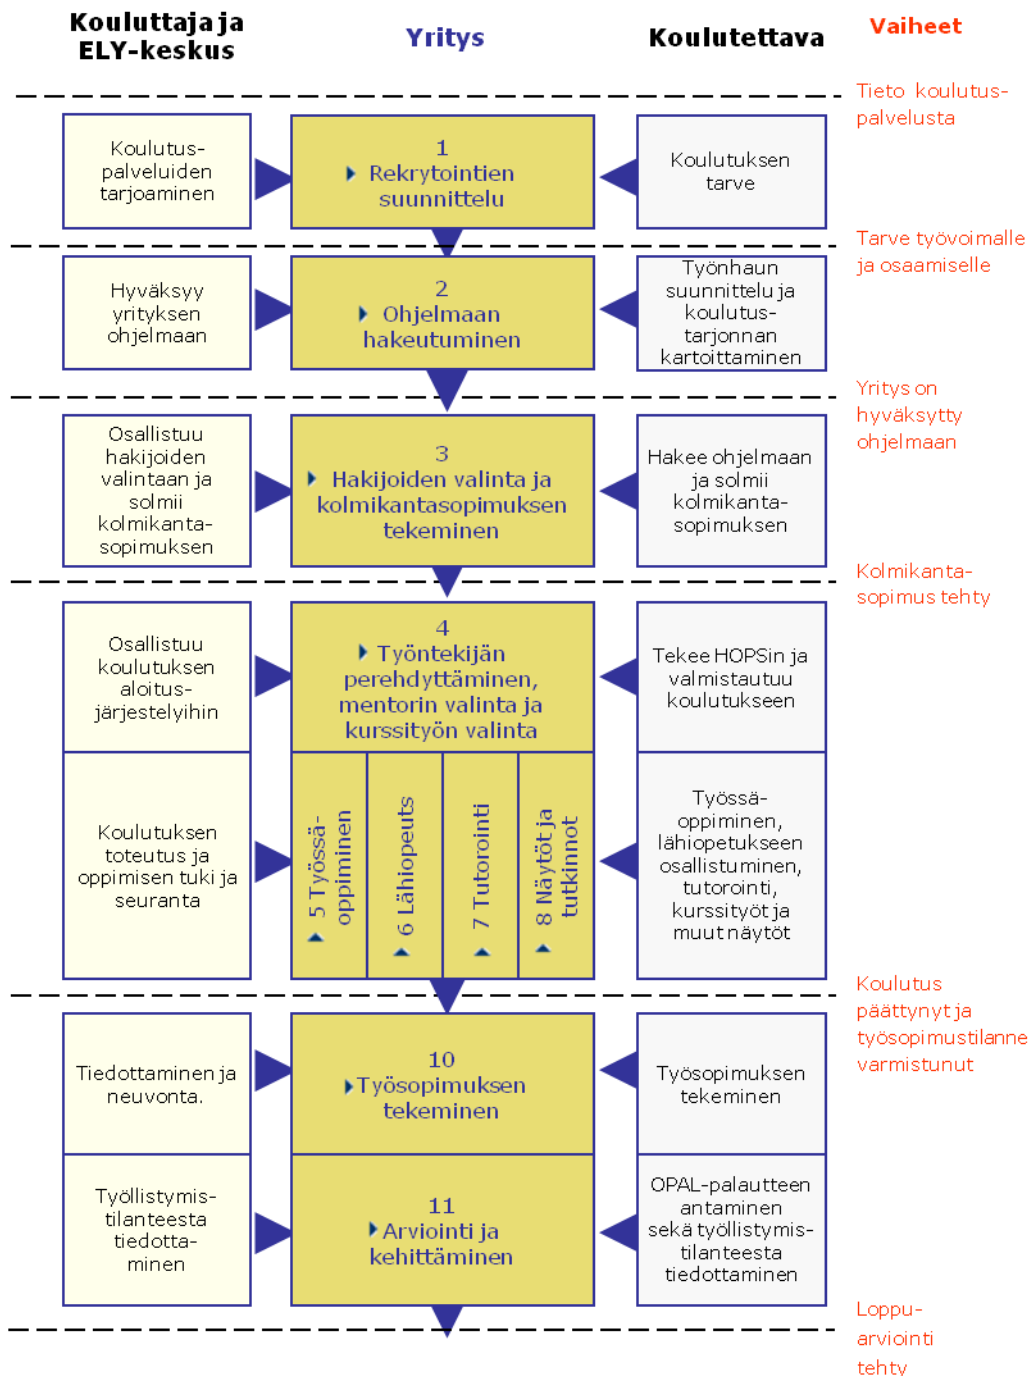 Kouluttaja ja
ELY-keskus
Yritys
Koulutettava
Vaiheet
Tieto koulutus-
palvelusta
Koulutus-
palveluiden
tarjoaminen
1
Rekrytointien
suunnittelu
Koulutuksen
tarve
Tarve työvoimalle
ja osaamiselle
Hyväksyy
yrityksen
ohjelmaan
2
Ohjelmaan
hakeutuminen
Työnhaun
suunnittelu ja
koulutus-
tarjonnan
kartoittaminen
Yritys on
hyväksytty
ohjelmaan
Osallistuu
hakijoiden
valintaan ja
solmii
kolmikanta-
sopimuksen
3
Hakijoiden valinta ja
kolmikantasopimuksen
tekeminen
Hakee ohjelmaan
ja solmii
kolmikanta-
sopimuksen
Kolmikanta-
sopimus tehty
Osallistuu
koulutuksen
aloitus-
järjestelyihin
4
Työntekijän
perehdyttäminen,
mentorin valinta ja
kurssityön valinta
Tekee HOPSin ja
valmistautuu
koulutukseen
Koulutuksen
toteutus ja
oppimisen tuki ja
seuranta
5 Työssä-
oppiminen
6 Lähiopeuts
7 Tutorointi
8 Näytöt ja
tutkinnot
Työssä-
oppiminen,
lähiopetukseen
osallistuminen,
tutorointi,
kurssityöt ja
muut näytöt
Koulutus
päättynyt ja
työsopimustilanne
varmistunut
Tiedottaminen ja
neuvonta.
10
Työsopimuksen
tekeminen
Työsopimuksen
tekeminen
Työllistymis-
tilanteesta
tiedotta-
minen
11
Arviointi ja
kehittäminen
OPAL-palautteen
antaminen
sekä työllistymis-
tilanteesta
tiedottaminen
Loppu-
arviointi
tehty